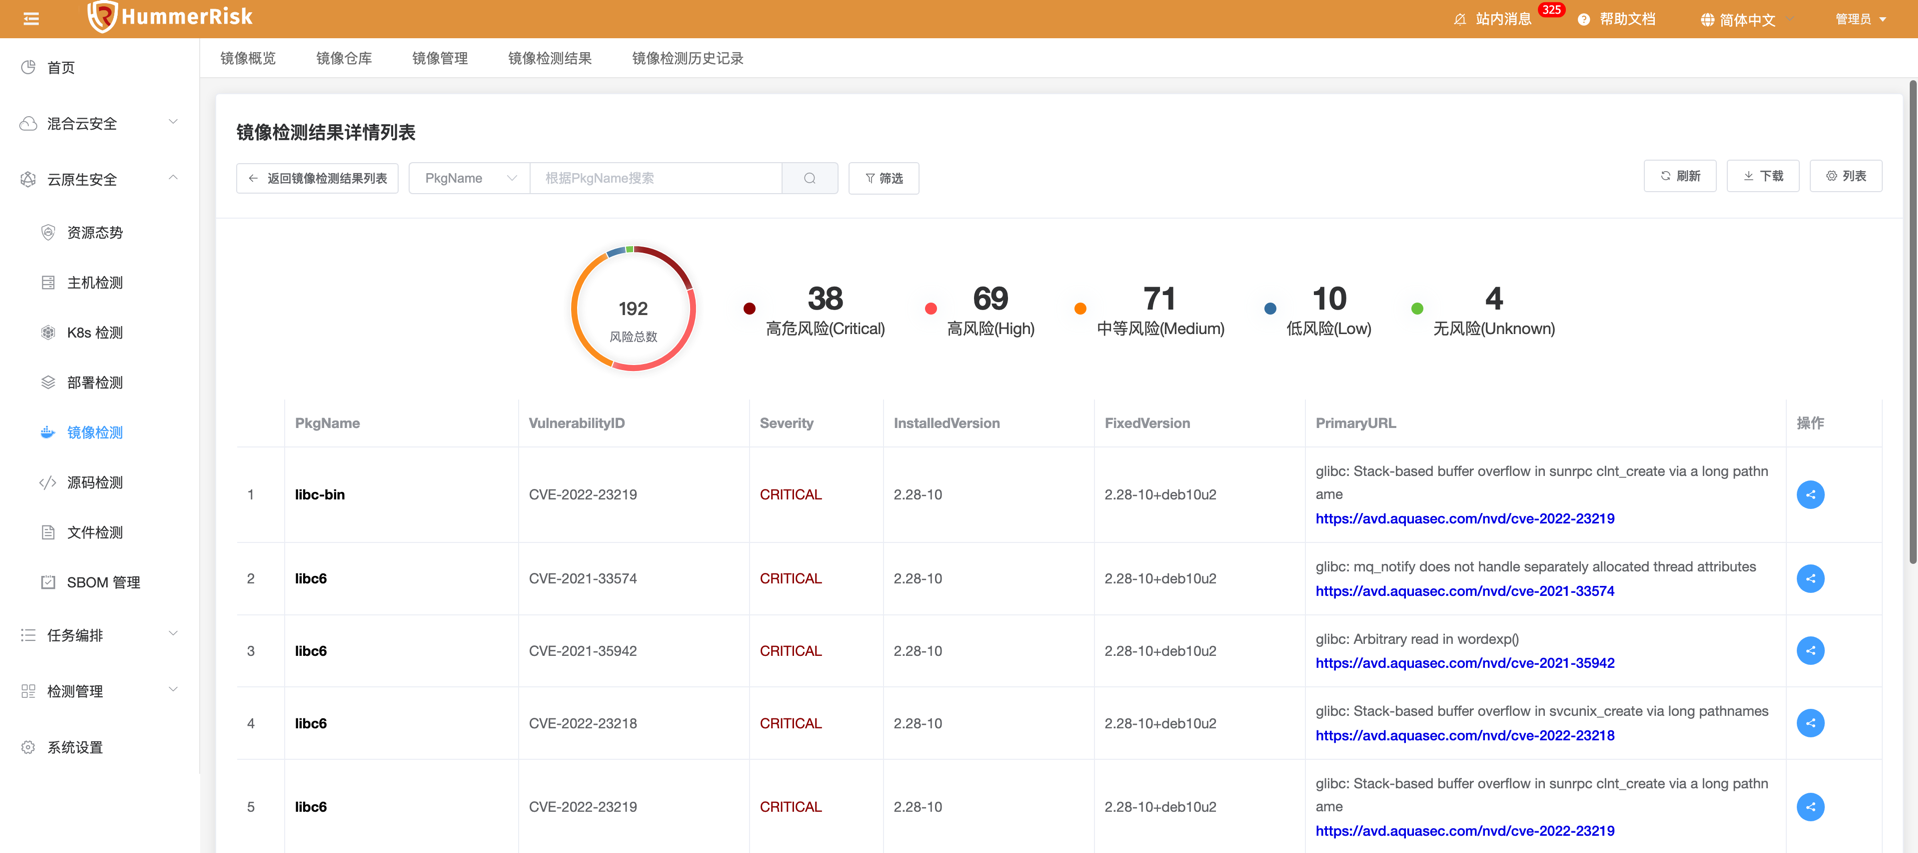 HummerRisk
站内消息
325
帮助文档
简体中文
管理员
首页
混合云安全
云原生安全
资源态势
主机检测
K8s 检测
部署检测
镜像检测
源码检测
文件检测
SBOM 管理
任务编排
检测管理
系统设置
镜像概览 镜像仓库 镜像管理 镜像检测结果 镜像检测历史记录
镜像检测结果详情列表
返回镜像检测结果列表 PkgName 根据PkgName搜索 筛选 刷新 下载 列表
192
风险总数
38
高危风险(Critical)
69
高风险(High)
71
中等风险(Medium)
10
低风险(Low)
4
无风险(Unknown)
PkgName VulnerabilityID Severity InstalledVersion FixedVersion PrimaryURL 操作
1 libc-bin CVE-2022-23219 CRITICAL 2.28-10 2.28-10+deb10u2
glibc: Stack-based buffer overflow in sunrpc clnt_create via a long pathn
ame
https://avd.aquasec.com/nvd/cve-2022-23219
2 libc6 CVE-2021-33574 CRITICAL 2.28-10 2.28-10+deb10u2
glibc: mq_notify does not handle separately allocated thread attributes
https://avd.aquasec.com/nvd/cve-2021-33574
3 libc6 CVE-2021-35942 CRITICAL 2.28-10 2.28-10+deb10u2
glibc: Arbitrary read in wordexp()
https://avd.aquasec.com/nvd/cve-2021-35942
4 libc6 CVE-2022-23218 CRITICAL 2.28-10 2.28-10+deb10u2
glibc: Stack-based buffer overflow in svcunix_create via long pathnames
https://avd.aquasec.com/nvd/cve-2022-23218
5 libc6 CVE-2022-23219 CRITICAL 2.28-10 2.28-10+deb10u2
glibc: Stack-based buffer overflow in sunrpc clnt_create via a long pathn
ame
https://avd.aquasec.com/nvd/cve-2022-23219